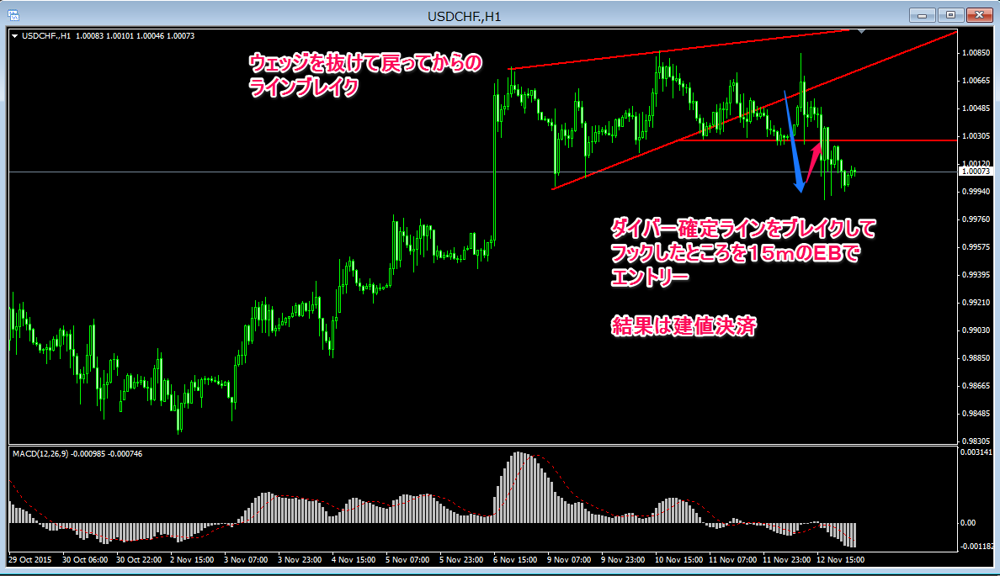 USDCHF.,H1
USDCHF.,H1 1.00083 1.00101 1.00046 1.00073
ウェッジを抜けて戻ってからの
ラインブレイク
1.00850
1.00665
1.00485
1.00305
1.00120
1.00073
0.99940
0.99760
0.99575
0.99395
0.99210
0.99030
0.98850
0.98665
0.98485
0.98305
ダイバー確定ラインをブレイクして
フックしたところを15mのEBで
エントリー
結果は建値決済
MACD(12,26,9) -0.000985 -0.000746
0.003141
0.00
-0.001182
29 Oct 2015
30 Oct 06:00
30 Oct 22:00
2 Nov 15:00
3 Nov 07:00
3 Nov 23:00
4 Nov 15:00
5 Nov 07:00
5 Nov 23:00
6 Nov 15:00
9 Nov 07:00
9 Nov 23:00
10 Nov 15:00
11 Nov 07:00
11 Nov 23:00
12 Nov 15:00